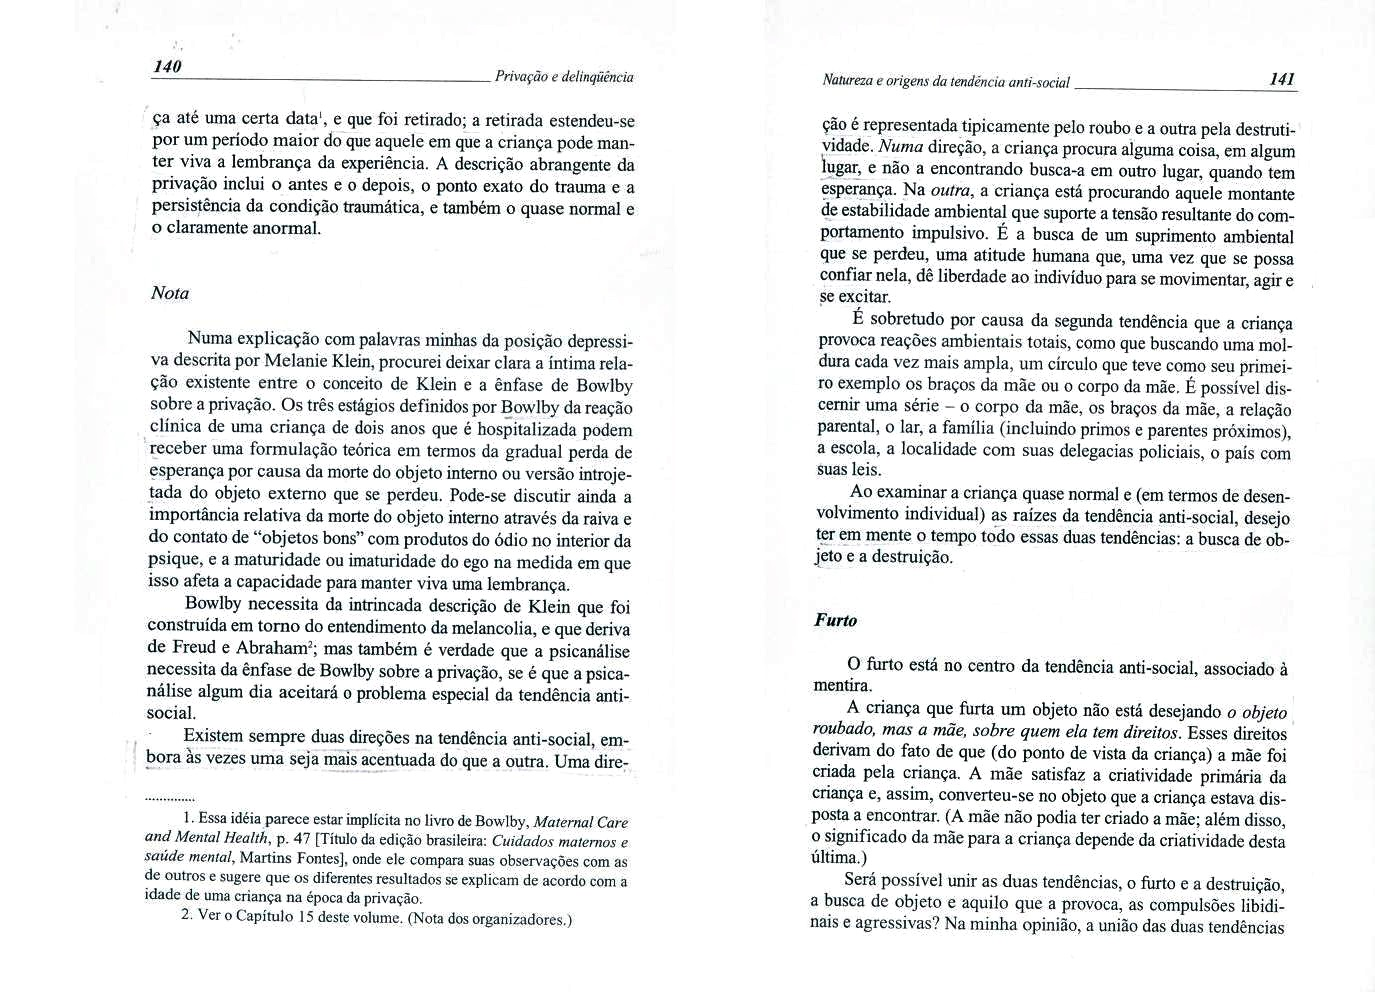 140
Privação e delinqüência
ça até uma certa data¹, e que foi retirado; a retirada estendeu-se
por um período maior do que aquele em que a criança pode man-
ter viva a lembrança da experiência. A descrição abrangente da
privação inclui o antes e o depois, o ponto exato do trauma e a
persistência da condição traumática, e também o quase normal e
o claramente anormal.
Nota
Numa explicação com palavras minhas da posição depressi-
va descrita por Melanie Klein, procurei deixar clara a íntima rela-
ção existente entre o conceito de Klein e a ênfase de Bowlby
sobre a privação. Os três estágios definidos por Bowlby da reação
clínica de uma criança de dois anos que é hospitalizada podem
receber uma formulação teórica em termos da gradual perda de
esperança por causa da morte do objeto interno ou versão introje-
tada do objeto externo que se perdeu. Pode-se discutir ainda a
importância relativa da morte do objeto interno através da raiva e
do contato de “objetos bons” com produtos do ódio no interior da
psique, e a maturidade ou imaturidade do ego na medida em que
isso afeta a capacidade para manter viva uma lembrança.
Bowlby necessita da intrincada descrição de Klein que foi
construída em torno do entendimento da melancolia, e que deriva
de Freud e Abraham²; mas também é verdade que a psicanálise
necessita da ênfase de Bowlby sobre a privação, se é que a psica-
nálise algum dia aceitará o problema especial da tendência anti-
social.
Existem sempre duas direções na tendência anti-social, em-
bora às vezes uma seja mais acentuada do que a outra. Uma dire-
1. Essa idéia parece estar implícita no livro de Bowlby, Maternal Care
and Mental Health, p. 47 [Título da edição brasileira: Cuidados maternos e
saúde mental, Martins Fontes], onde ele compara suas observações com as
de outros e sugere que os diferentes resultados se explicam de acordo com a
idade de uma criança na época da privação.
2. Ver o Capítulo 15 deste volume. (Nota dos organizadores.)
Natureza e origens da tendência anti-social
141
ção é representada tipicamente pelo roubo e a outra pela destruti-
vidade. Numa direção, a criança procura alguma coisa, em algum
lugar, e não a encontrando busca-a em outro lugar, quando tem
esperança. Na outra, a criança está procurando aquele montante
de estabilidade ambiental que suporte a tensão resultante do com-
portamento impulsivo. É a busca de um suprimento ambiental
que se perdeu, uma atitude humana que, uma vez que se possa
confiar nela, dê liberdade ao indivíduo para se movimentar, agir e
se excitar.
É sobretudo por causa da segunda tendência que a criança
provoca reações ambientais totais, como que buscando uma mol-
dura cada vez mais ampla, um círculo que teve como seu primei-
ro exemplo os braços da mãe ou o corpo da mãe. É possível dis-
cernir uma série – o corpo da mãe, os braços da mãe, a relação
parental, o lar, a família (incluindo primos e parentes próximos),
a escola, a localidade com suas delegacias policiais, o país com
suas leis.
Ao examinar a criança quase normal e (em termos de desen-
volvimento individual) as raízes da tendência anti-social, desejo
ter em mente o tempo todo essas duas tendências: a busca de ob-
jeto e a destruição.
Furto
O furto está no centro da tendência anti-social, associado à
mentira.
A criança que furta um objeto não está desejando o objeto
roubado, mas a mãe, sobre quem ela tem direitos. Esses direitos
derivam do fato de que (do ponto de vista da criança) a mãe foi
criada pela criança. A mãe satisfaz a criatividade primária da
criança e, assim, converteu-se no objeto que a criança estava dis-
posta a encontrar. (A mãe não podia ter criado a mãe; além disso,
o significado da mãe para a criança depende da criatividade desta
última.)
Será possível unir as duas tendências, o furto e a destruição,
a busca de objeto e aquilo que a provoca, as compulsões libidi-
nais e agressivas? Na minha opinião, a união das duas tendências